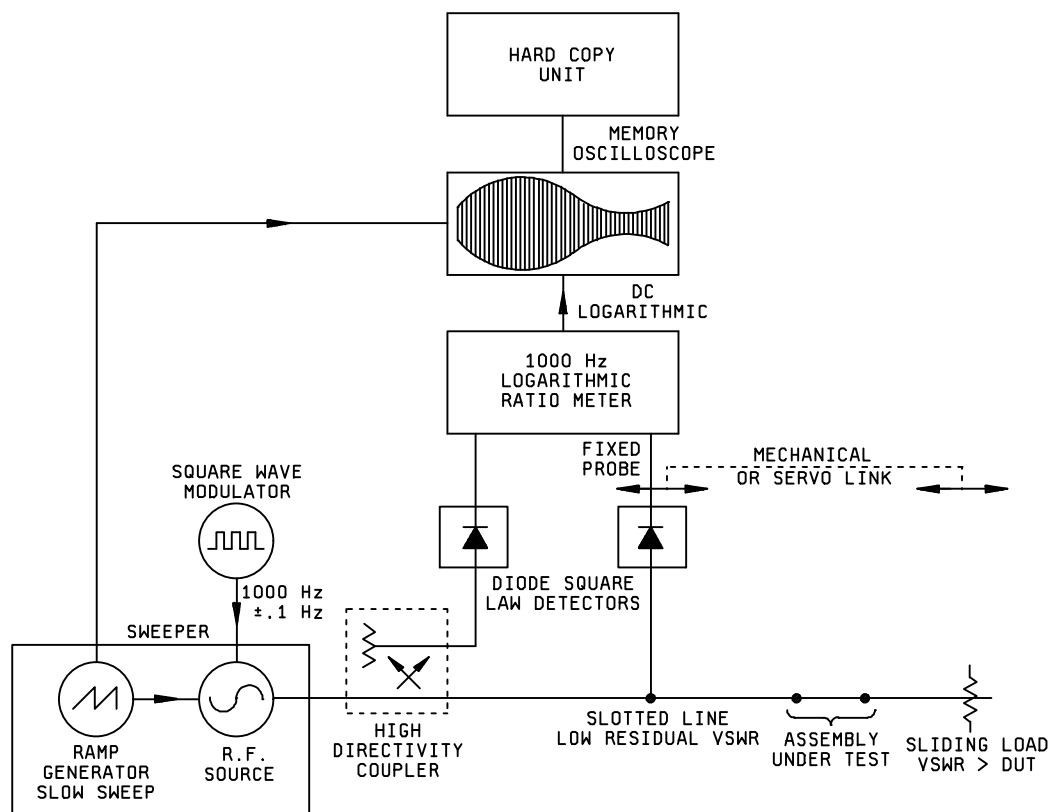 HARD COPY
UNIT
MEMORY
OSCILLOSCOPE
DC
LOGARITHMIC
1000 Hz
LOGARITHMIC
RATIO METER
FIXED
PROBE
MECHANICAL
OR SERVO LINK
SQUARE WAVE
MODULATOR
DIODE SQUARE
LAW DETECTORS
1000 Hz
±.1 Hz
SWEEPER
RAMP
GENERATOR
SLOW SWEEP
R.F.
SOURCE
HIGH
DIRECTIVITY
COUPLER
SLOTTED LINE
LOW RESIDUAL VSWR
ASSEMBLY
UNDER TEST
SLIDING LOAD
VSWR > DUT